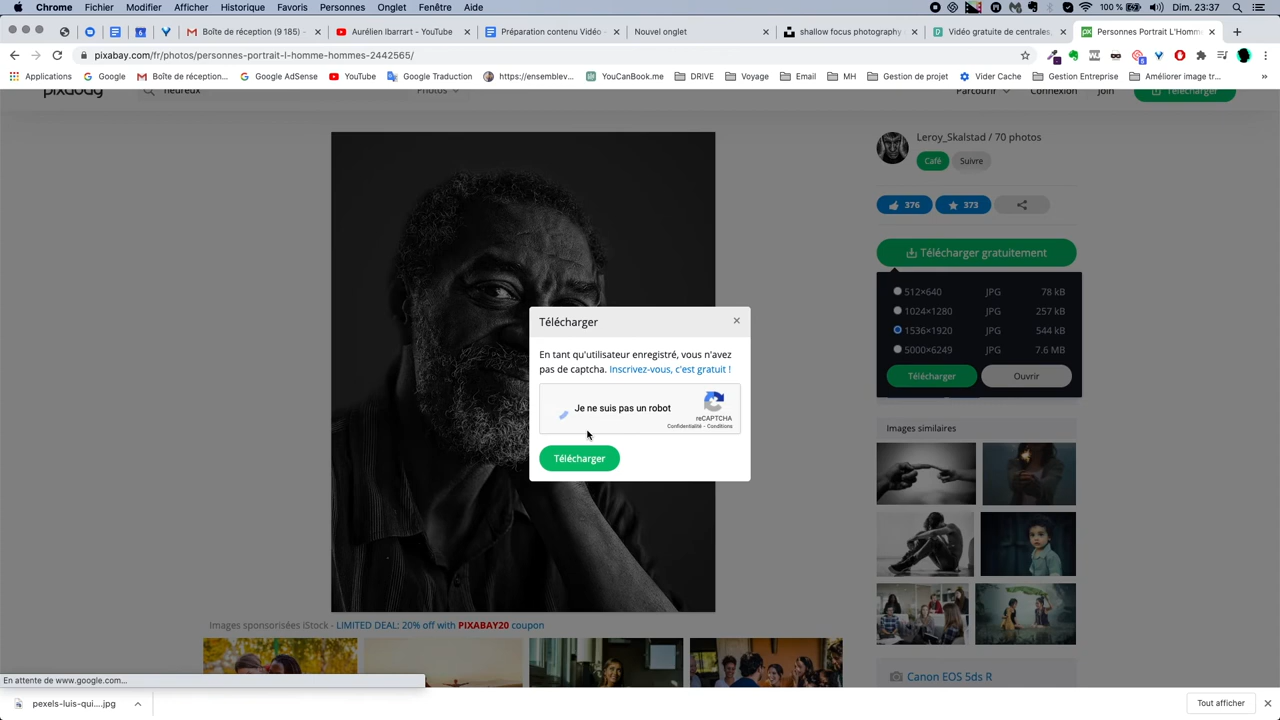 Chrome Fichier Modifier Afficher Historique Favoris Personnes Onglet Fenêtre Aide 100 % Dim. 23:37
Boîte de réception (9 185) - Aurélien Ibarrart - YouTube Préparation contenu Vidéo - Nouvel onglet shallow focus photography Vidéo gratuite de centrales, Personnes Portrait L'Homm
pixabay.com/fr/photos/personnes-portrait-l-homme-hommes-2442565/
Applications Google Boîte de réception... Google AdSense YouTube Google Traduction https://ensemblev... YouCanBook.me DRIVE Voyage Email MH Gestion de projet Vider Cache Gestion Entreprise Améliorer image tr... »
pixabay heureux Photos Parcourir Connexion Join Télécharger
Leroy_Skalstad / 70 photos
Café Suivre
376 373
Télécharger gratuitement
512×640 JPG 78 kB
1024×1280 JPG 257 kB
1536×1920 JPG 544 kB
5000×6249 JPG 7.6 MB
Télécharger Ouvrir
Télécharger ×
En tant qu'utilisateur enregistré, vous n'avez
pas de captcha. Inscrivez-vous, c'est gratuit !
Je ne suis pas un robot
reCAPTCHA
Confidentialité - Conditions
Télécharger
Images similaires
Images sponsorisées iStock - LIMITED DEAL: 20% off with PIXABAY20 coupon
Canon EOS 5ds R
En attente de www.google.com...
pexels-luis-qui....jpg Tout afficher